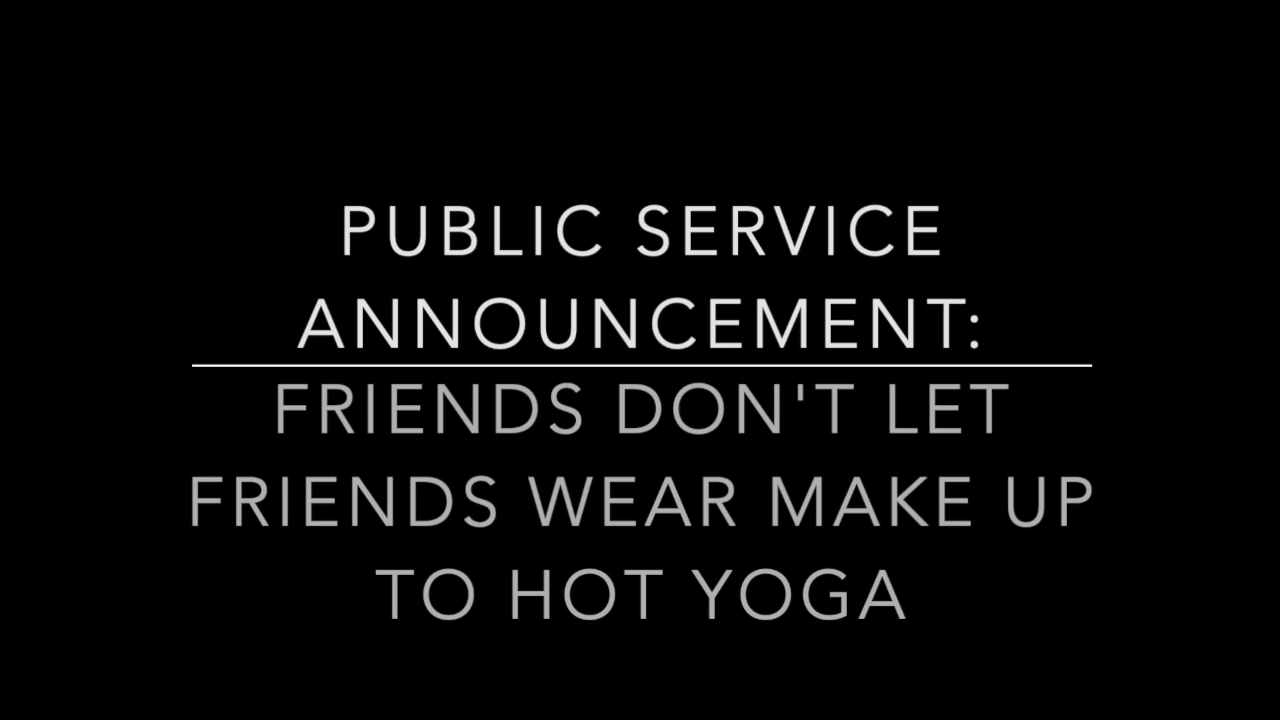 PUBLIC SERVICE
ANNOUNCEMENT:
FRIENDS DON'T LET
FRIENDS WEAR MAKE UP
TO HOT YOGA